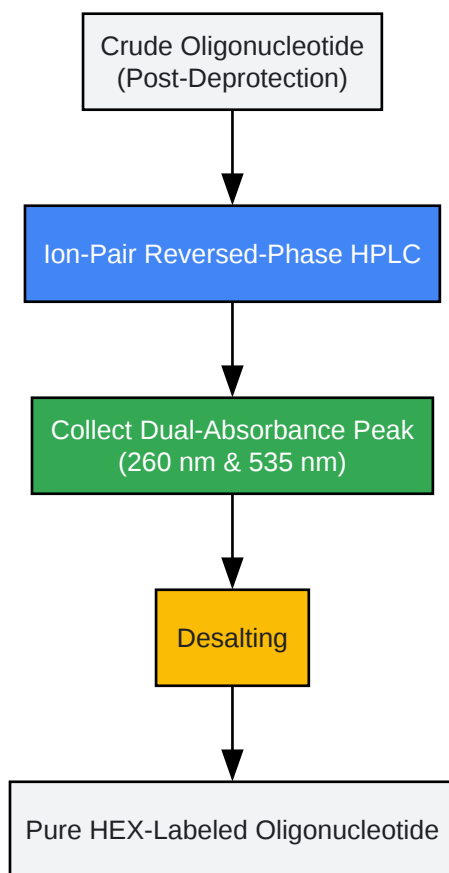 Crude Oligonucleotide
(Post-Deprotection)
Ion-Pair Reversed-Phase HPLC
Collect Dual-Absorbance Peak
(260 nm & 535 nm)
Desalting
Pure HEX-Labeled Oligonucleotide